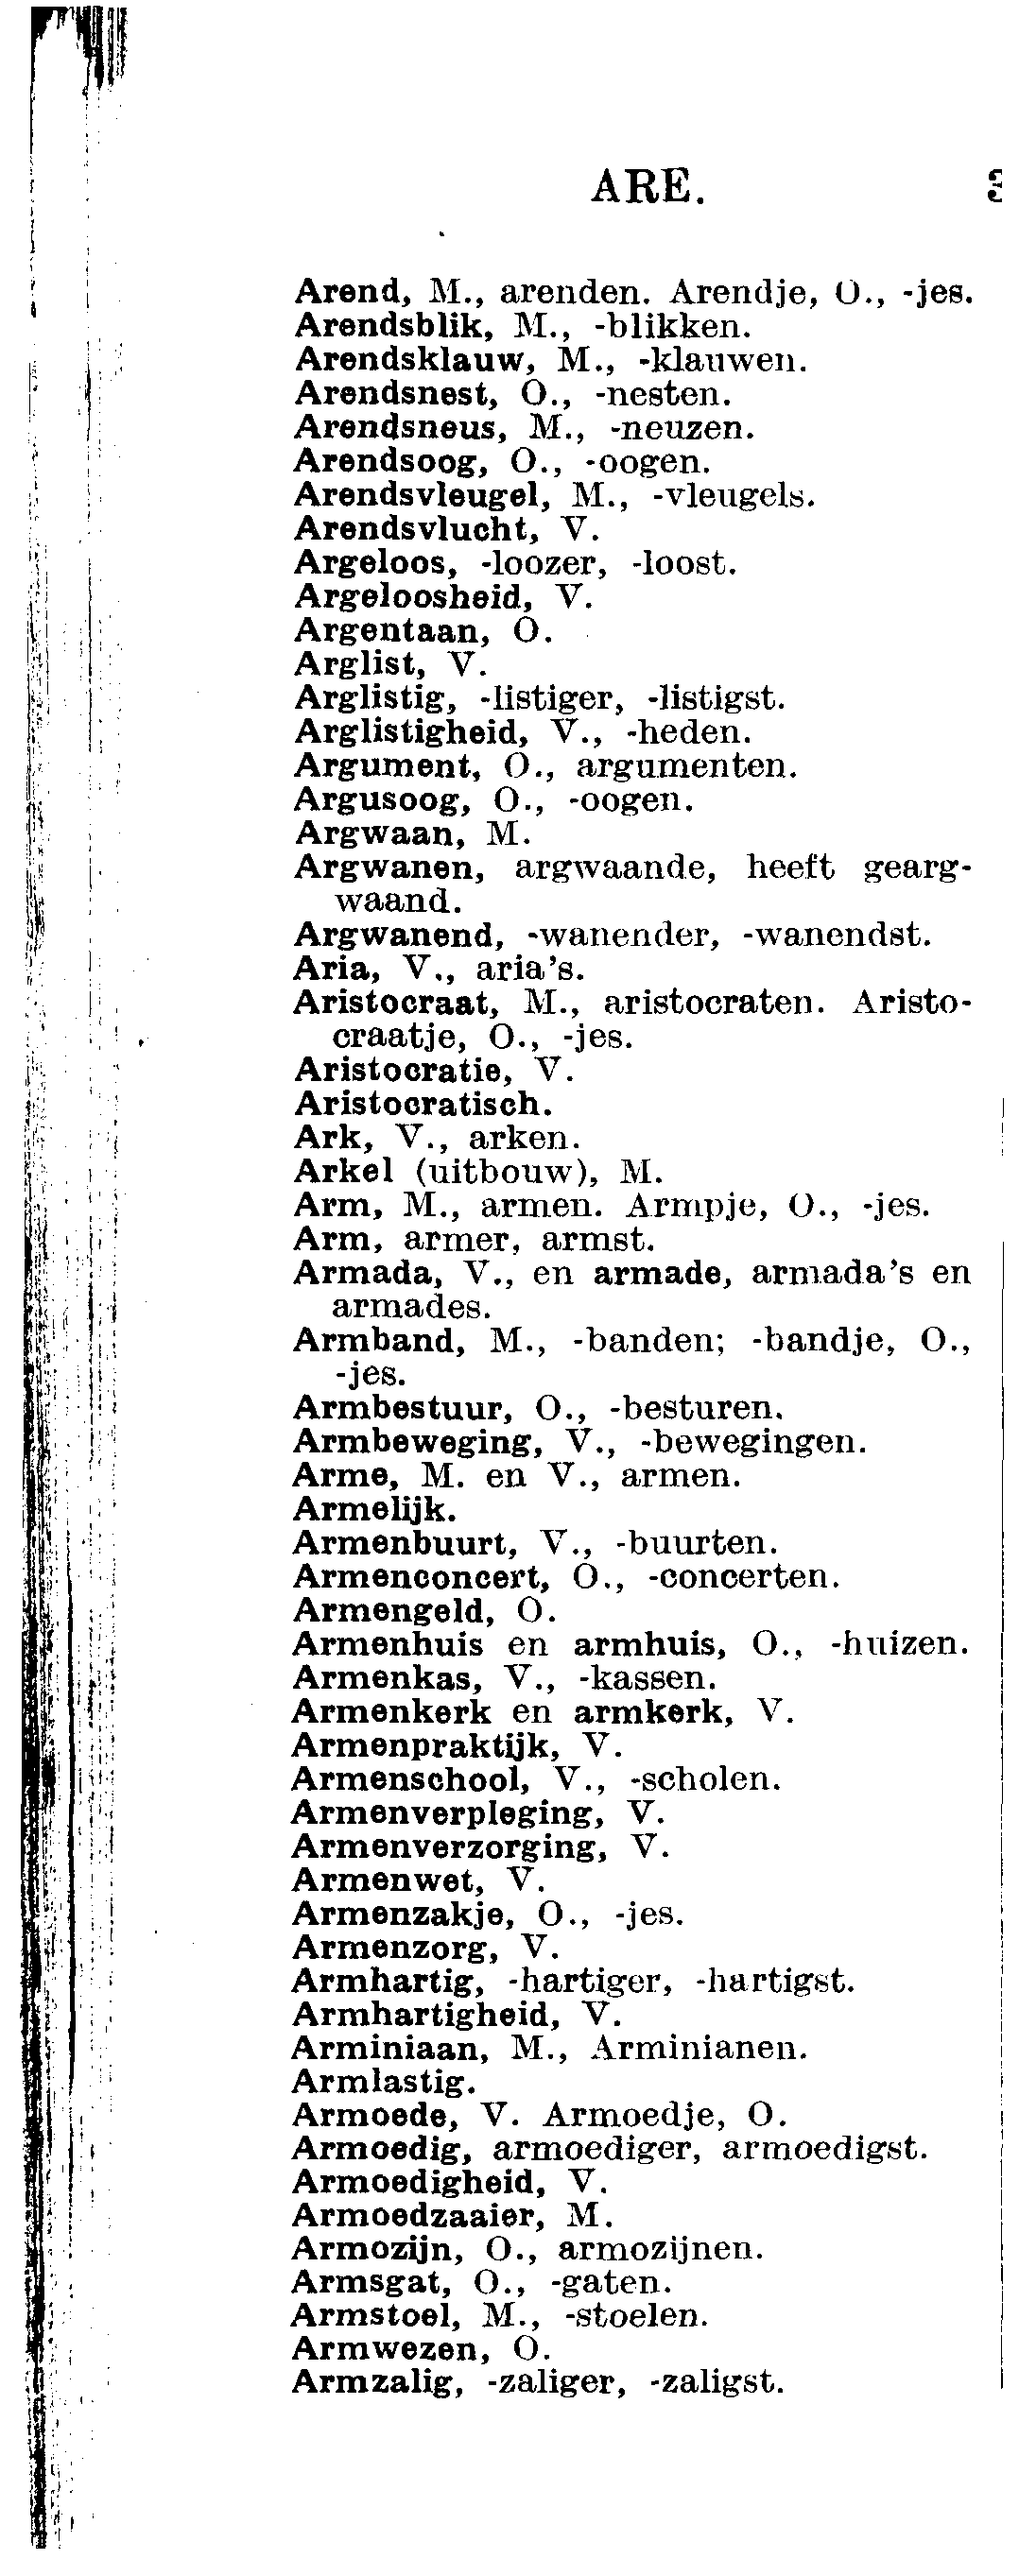 ARE.
Arend, M., arenden. Arendje, O., -jes.
Arendsblik, M., -blikken.
Arendsklauw, M., -klauwen.
Arendsnest, O., -nesten.
Arendsneus, M., -neuzen.
Arendsoog, O., -oogen.
Arendsvleugel, M., -vleugels.
Arendsvlucht, V.
Argeloos, -loozer, -loost.
Argeloosheid, V.
Argentaan, O.
Arglist, V.
Arglistig, -listiger, -listigst.
Arglistigheid, V., -heden.
Argument, O., argumenten.
Argusoog, O., -oogen.
Argwaan, M.
Argwanen, argwaande, heeft gearg-
waand.
Argwanend, -wanender, -wanendst.
Aria, V., aria's.
Aristocraat, M., aristocraten. Aristo-
craatje, O., -jes.
Aristocratie, V.
Aristocratisch.
Ark, V., arken.
Arkel (uitbouw), M.
Arm, M., armen. Armpje, O., -jes.
Arm, armer, armst.
Armada, V., en armade, armada's en
armades.
Armband, M., -banden; -bandje, O.,
-jes.
Armbestuur, O., -besturen.
Armbeweging, V., -bewegingen.
Arme, M. en V., armen.
Armelijk.
Armenbuurt, V., -buurten.
Armenconcert, O., -concerten.
Armengeld, O.
Armenhuis en armhuis, O., -huizen.
Armenkas, V., -kassen.
Armenkerk en armkerk, V.
Armenpraktijk, V.
Armenschool, V., -scholen.
Armenverpleging, V.
Armenverzorging, V.
Armenwet, V.
Armenzakje, O., -jes.
Armenzorg, V.
Armhartig, -hartiger, -hartigst.
Armhartigheid, V.
Arminiaan, M., Arminianen.
Armlastig.
Armoede, V. Armoedje, O.
Armoedig, armoediger, armoedigst.
Armoedigheid, V.
Armoedzaaier, M.
Armozijn, O., armozijnen.
Armsgat, O., -gaten.
Armstoel, M., -stoelen.
Armwezen, O.
Armzalig, -zaliger, -zaligst.